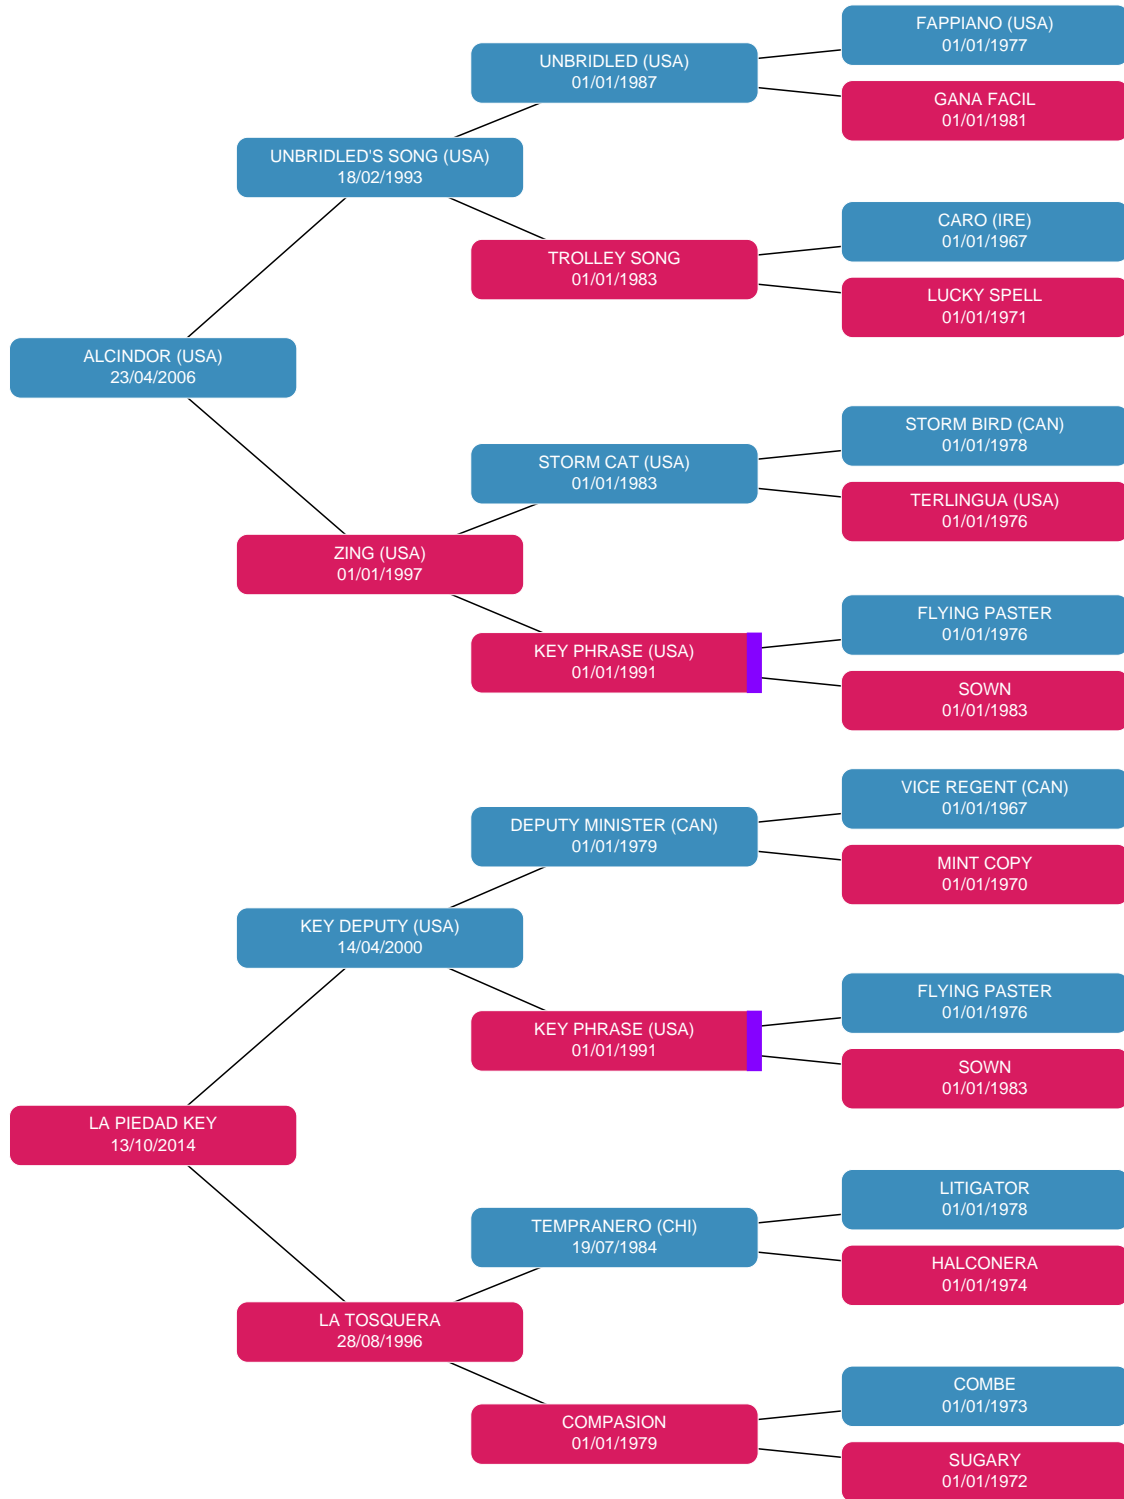 FAPPIANO (USA)
01/01/1977
UNBRIDLED (USA)
01/01/1987
GANA FACIL
01/01/1981
UNBRIDLED'S SONG (USA)
18/02/1993
CARO (IRE)
01/01/1967
TROLLEY SONG
01/01/1983
LUCKY SPELL
01/01/1971
ALCINDOR (USA)
23/04/2006
STORM BIRD (CAN)
01/01/1978
STORM CAT (USA)
01/01/1983
TERLINGUA (USA)
01/01/1976
ZING (USA)
01/01/1997
FLYING PASTER
01/01/1976
KEY PHRASE (USA)
01/01/1991
SOWN
01/01/1983
VICE REGENT (CAN)
01/01/1967
DEPUTY MINISTER (CAN)
01/01/1979
MINT COPY
01/01/1970
KEY DEPUTY (USA)
14/04/2000
FLYING PASTER
01/01/1976
KEY PHRASE (USA)
01/01/1991
SOWN
01/01/1983
LA PIEDAD KEY
13/10/2014
LITIGATOR
01/01/1978
TEMPRANERO (CHI)
19/07/1984
HALCONERA
01/01/1974
LA TOSQUERA
28/08/1996
COMBE
01/01/1973
COMPASION
01/01/1979
SUGARY
01/01/1972